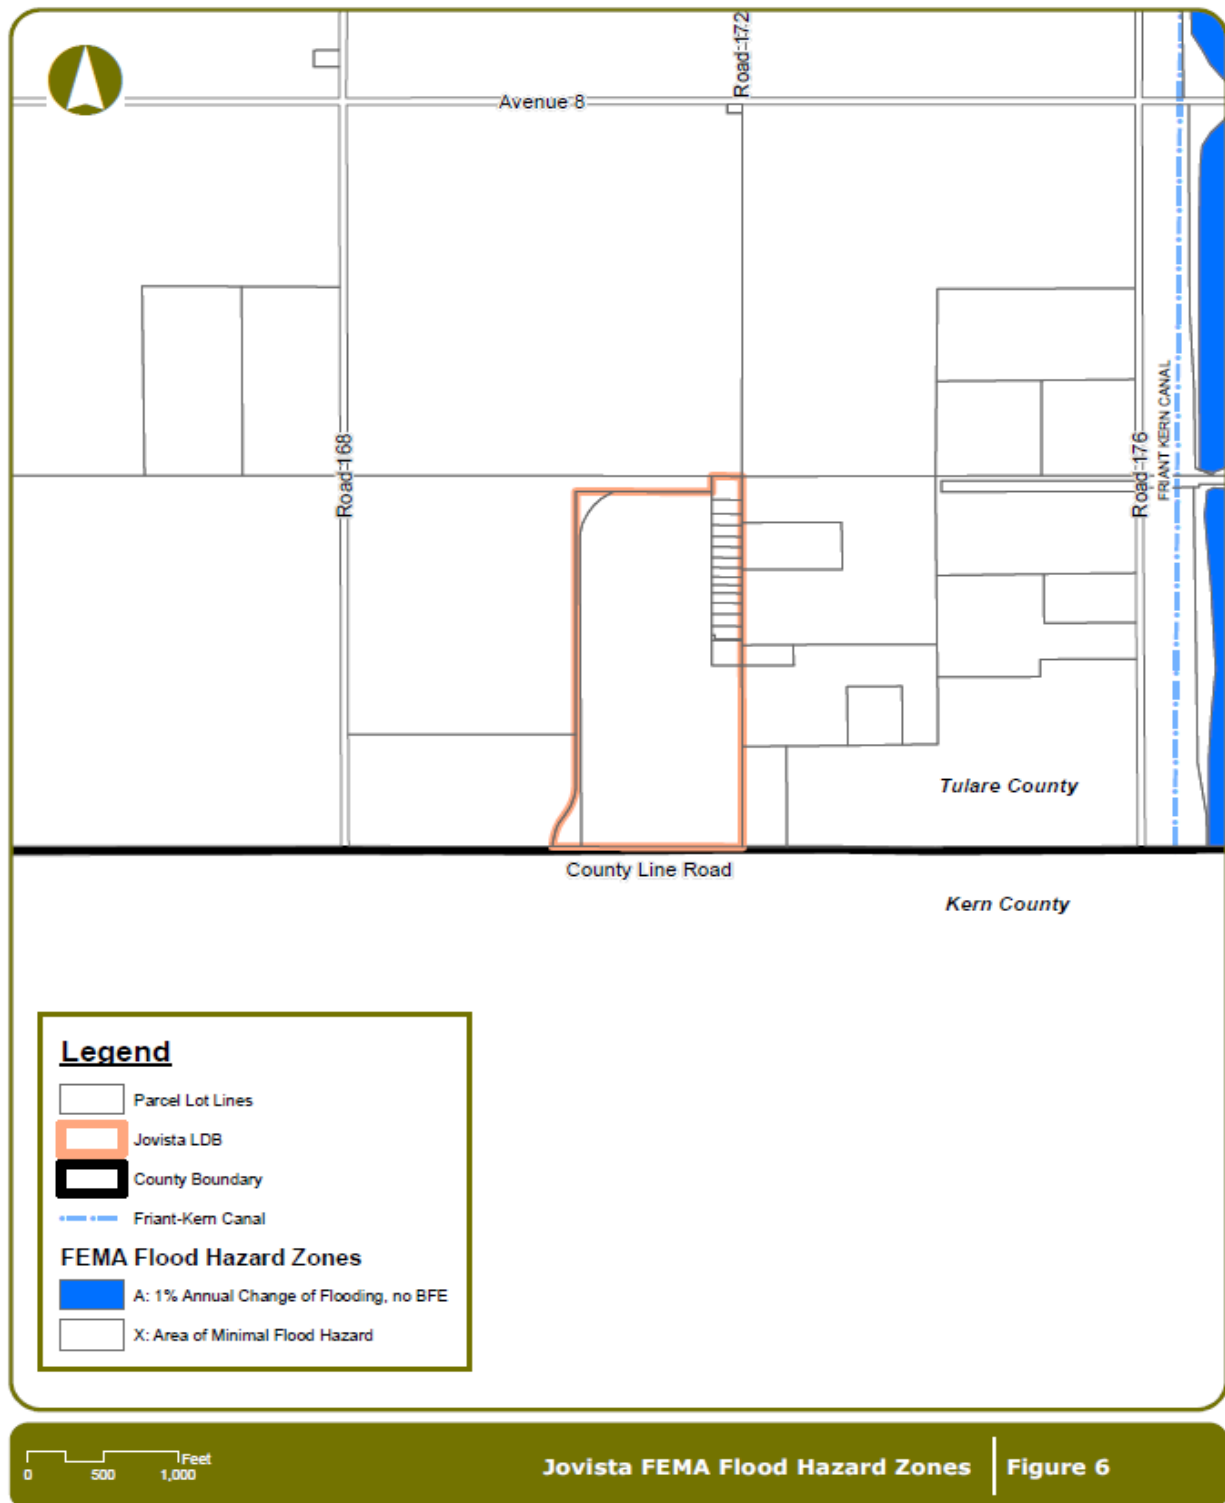 Road 172
Avenue 8
Road 168
Road 176
FRIANT KERN CANAL
Tulare County
County Line Road
Kern County
Legend
Parcel Lot Lines
Jovista LDB
County Boundary
Friant-Kern Canal
FEMA Flood Hazard Zones
A: 1% Annual Change of Flooding, no BFE
X: Area of Minimal Flood Hazard
Feet
0 500 1,000
Jovista FEMA Flood Hazard Zones Figure 6